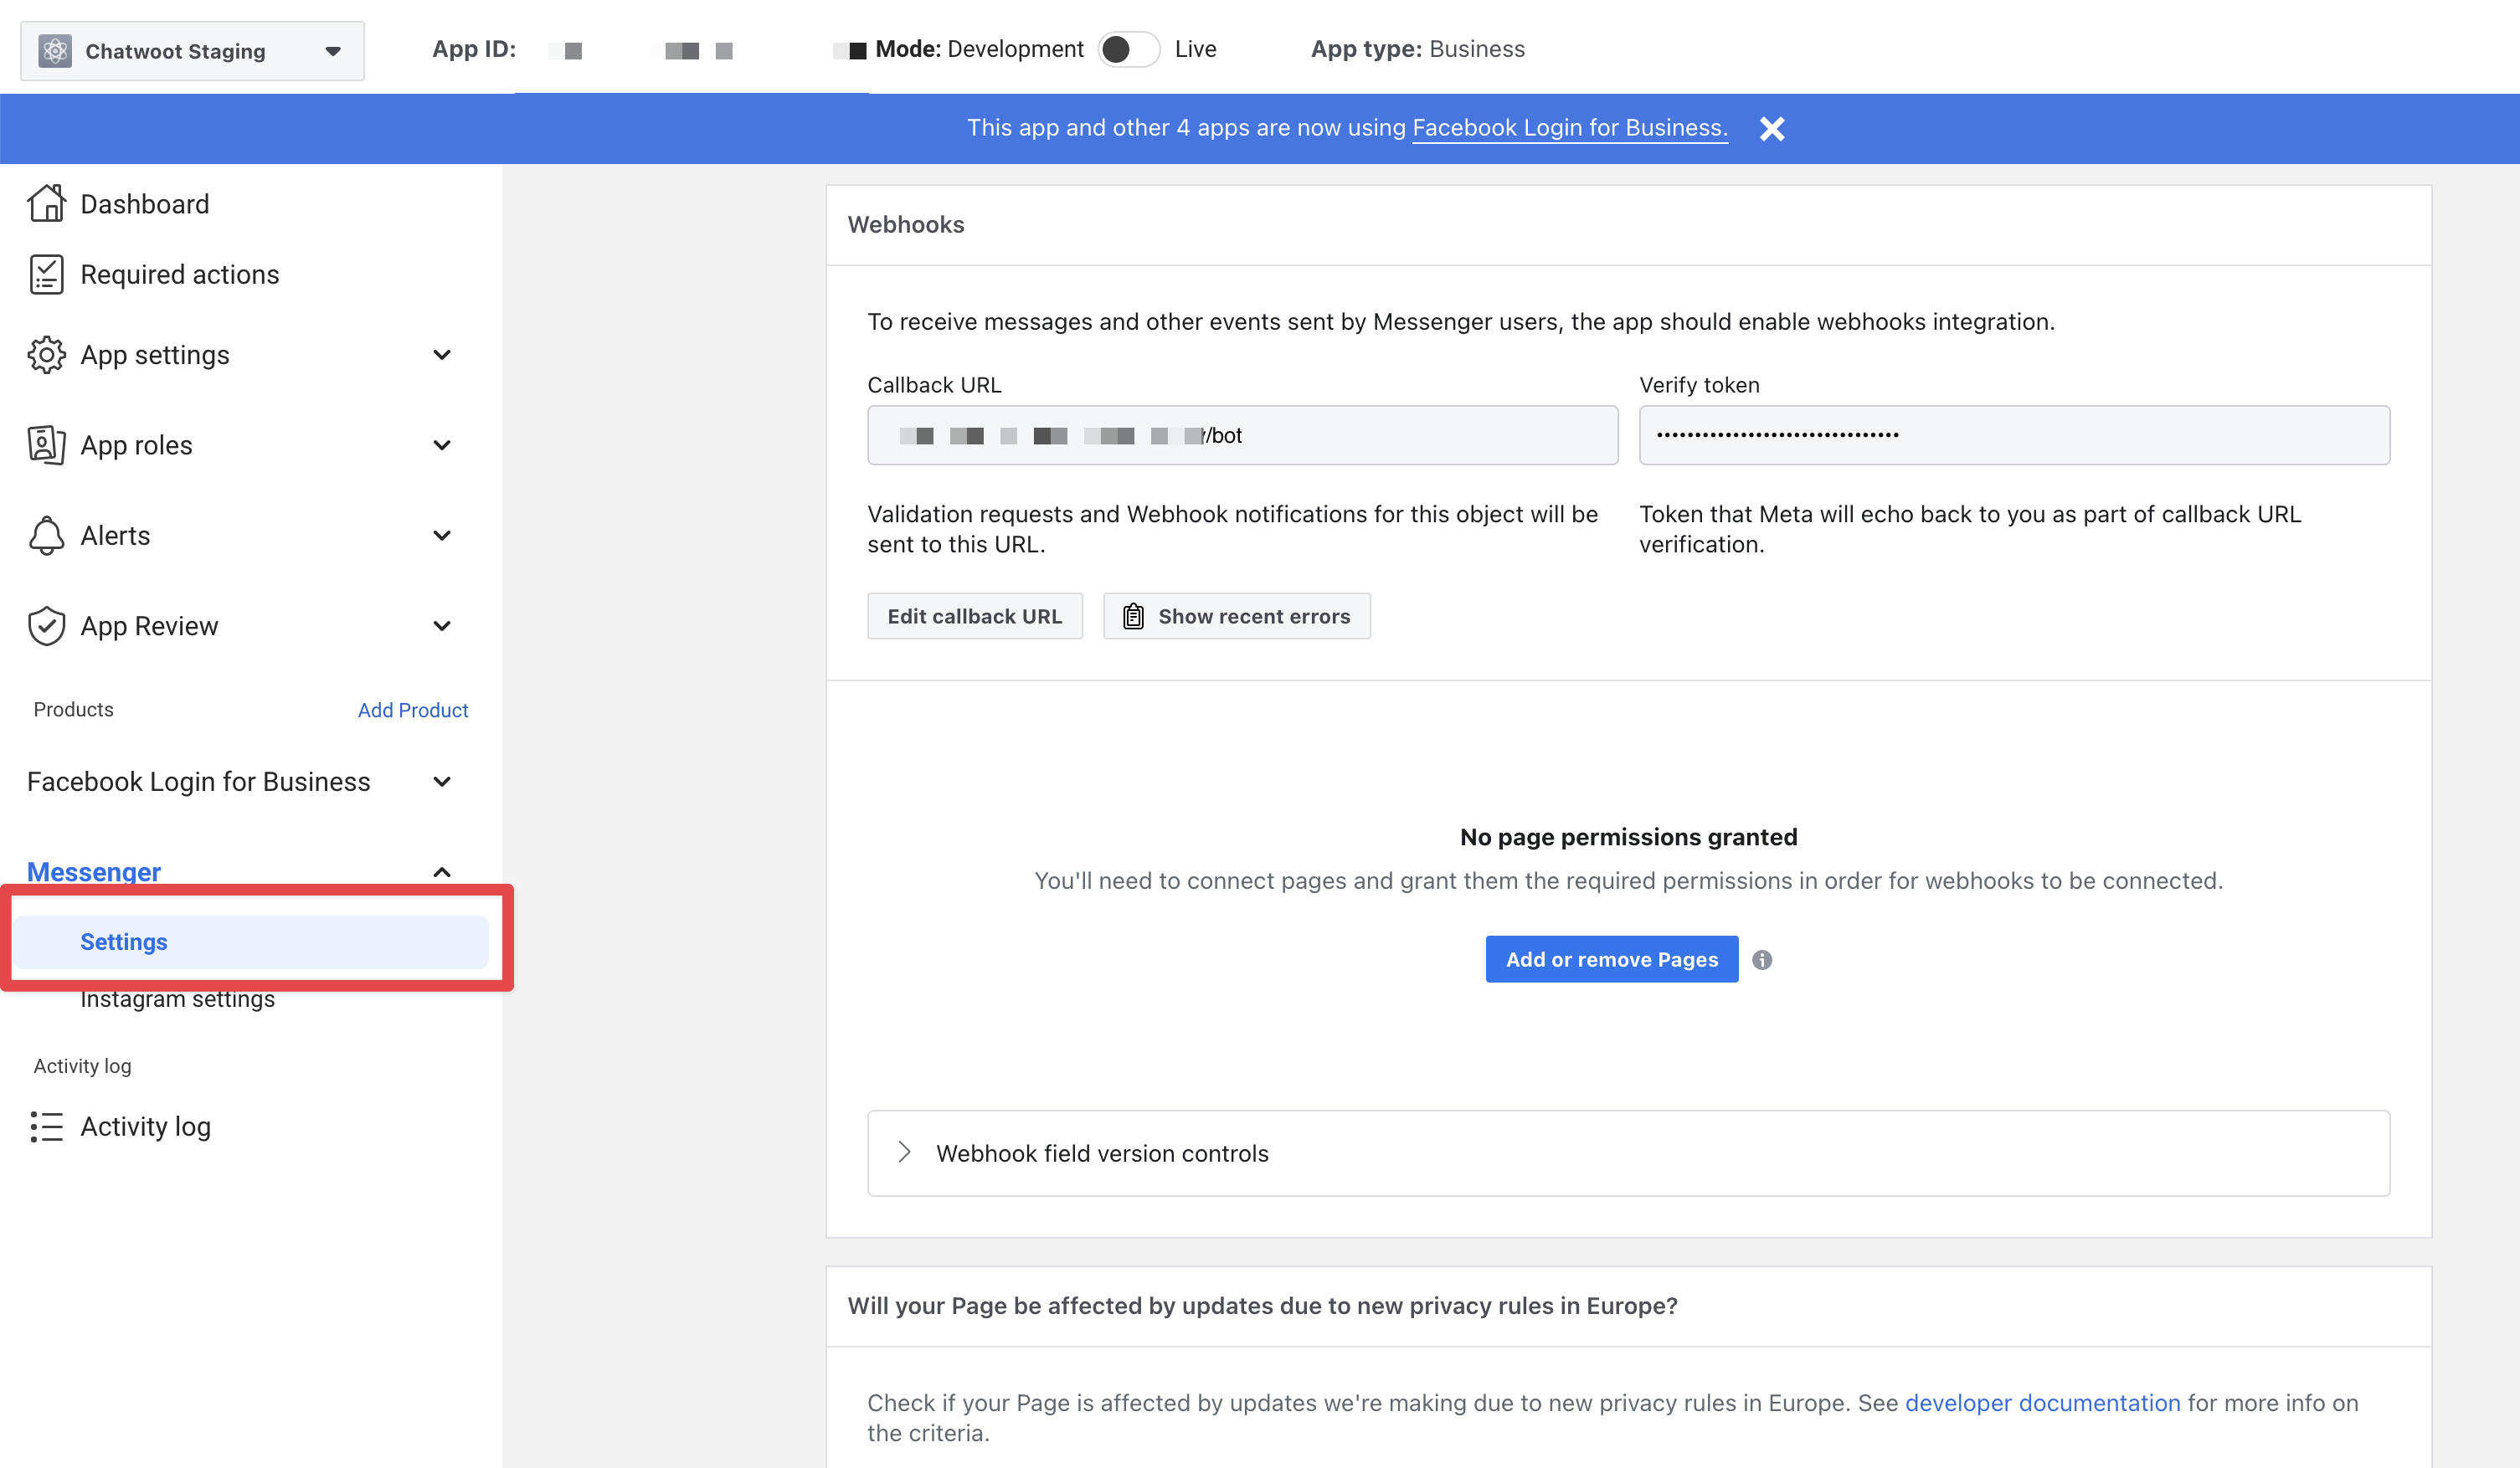 Chatwoot Staging
App ID:
Mode: Development
Live
App type: Business
This app and other 4 apps are now using Facebook Login for Business.
Dashboard
Required actions
App settings
App roles
Alerts
App Review
Products
Add Product
Facebook Login for Business
Messenger
Settings
Instagram settings
Activity log
Activity log
Webhooks
To receive messages and other events sent by Messenger users, the app should enable webhooks integration.
Callback URL
/bot
Validation requests and Webhook notifications for this object will be
sent to this URL.
Verify token
••••••••••••••••••••••••••••••••
Token that Meta will echo back to you as part of callback URL
verification.
Edit callback URL
Show recent errors
No page permissions granted
You'll need to connect pages and grant them the required permissions in order for webhooks to be connected.
Add or remove Pages
Webhook field version controls
Will your Page be affected by updates due to new privacy rules in Europe?
Check if your Page is affected by updates we're making due to new privacy rules in Europe. See developer documentation for more info on
the criteria.